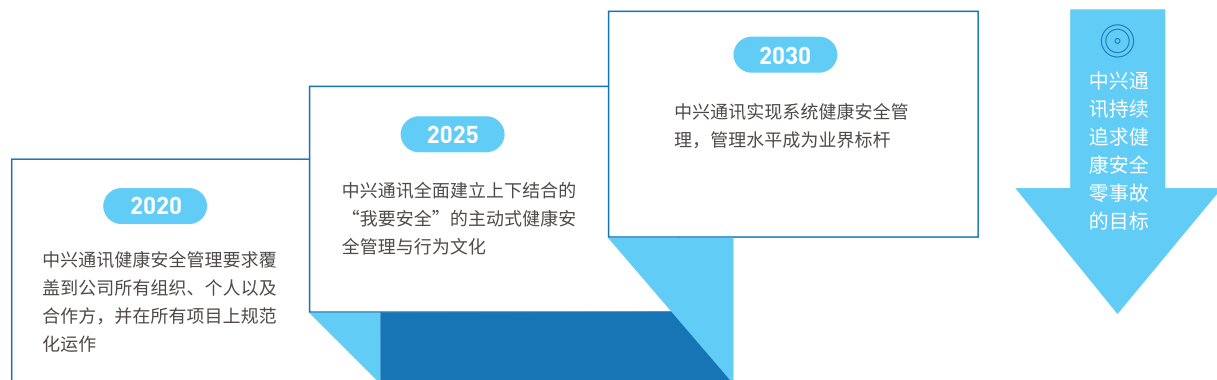 2020
中兴通讯健康安全管理要求覆
盖到公司所有组织、个人以及
合作方，并在所有项目上规范
化运作
2025
中兴通讯全面建立上下结合的
“我要安全”的主动式健康安
全管理与行为文化
2030
中兴通讯实现系统健康安全管
理，管理水平成为业界标杆
中兴通
讯持续
追求健
康安全
零事故
的目标